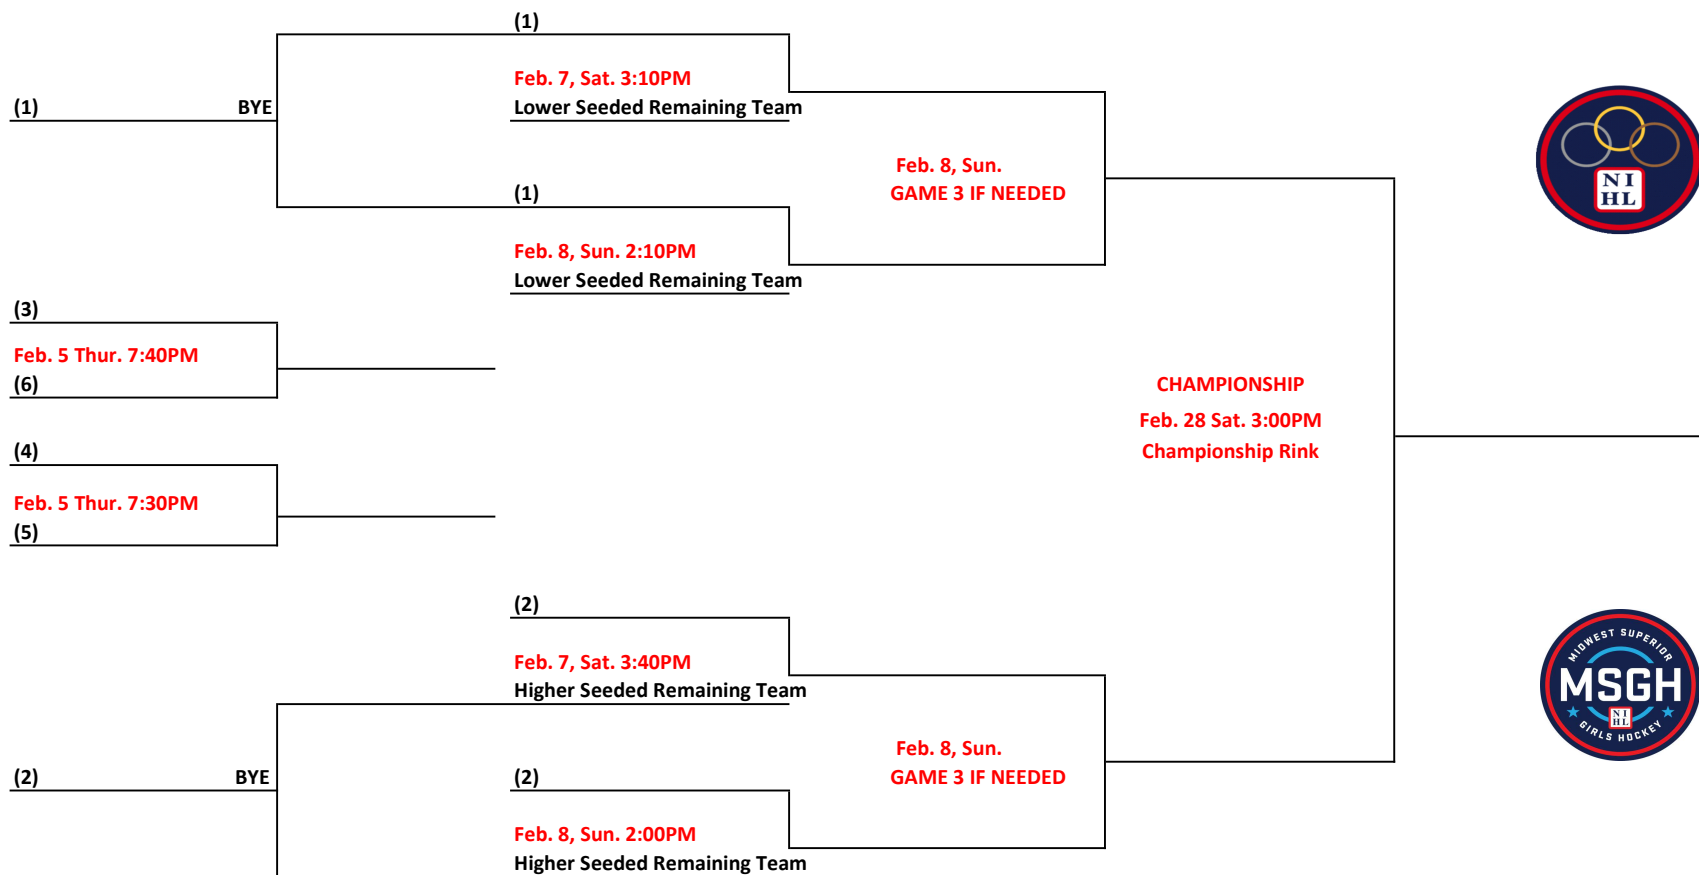 (1)
Feb. 7, Sat. 3:10PM
(1) BYE
Lower Seeded Remaining Team
Feb. 8, Sun.
GAME 3 IF NEEDED
NI
HL
(1)
Feb. 8, Sun. 2:10PM
Lower Seeded Remaining Team
(3)
Feb. 5 Thur. 7:40PM
(6)
CHAMPIONSHIP
Feb. 28 Sat. 3:00PM
Championship Rink
(4)
Feb. 5 Thur. 7:30PM
(5)
(2)
Feb. 7, Sat. 3:40PM
Higher Seeded Remaining Team
MIDWEST SUPERIOR
MSGH
NI
HL
GIRLS HOCKEY
Feb. 8, Sun.
GAME 3 IF NEEDED
(2) BYE
(2)
Feb. 8, Sun. 2:00PM
Higher Seeded Remaining Team